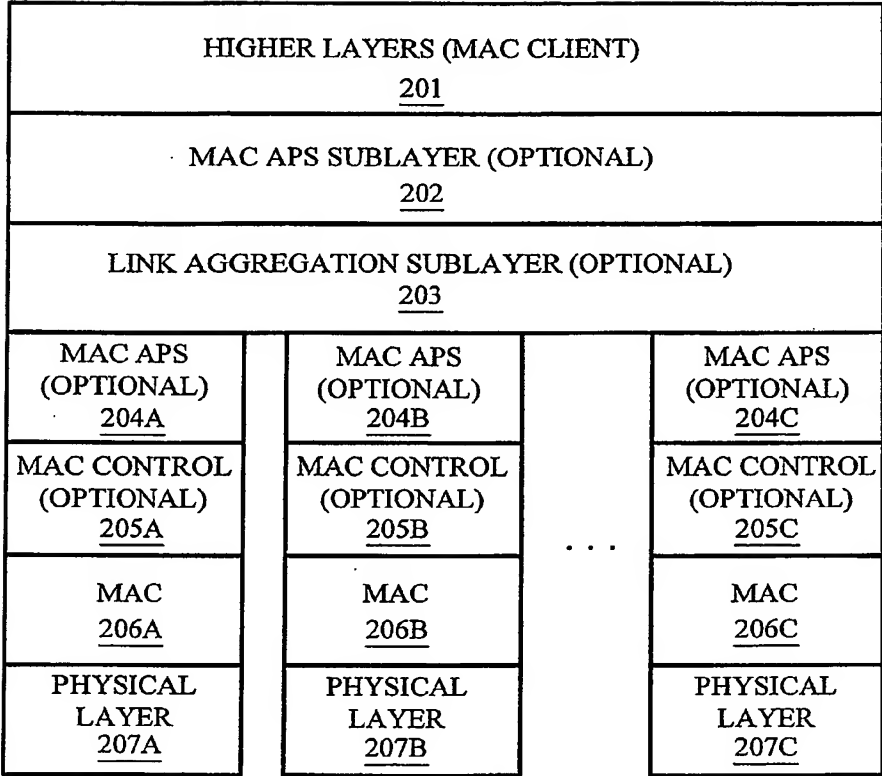 HIGHER LAYERS (MAC CLIENT)
201
MAC APS SUBLAYER (OPTIONAL)
202
LINK AGGREGATION SUBLAYER (OPTIONAL)
203
MAC APS
(OPTIONAL)
204A
MAC CONTROL
(OPTIONAL)
205A
MAC
206A
PHYSICAL
LAYER
207A
MAC APS
(OPTIONAL)
204B
MAC CONTROL
(OPTIONAL)
205B
MAC
206B
PHYSICAL
LAYER
207B
. . .
MAC APS
(OPTIONAL)
204C
MAC CONTROL
(OPTIONAL)
205C
MAC
206C
PHYSICAL
LAYER
207C